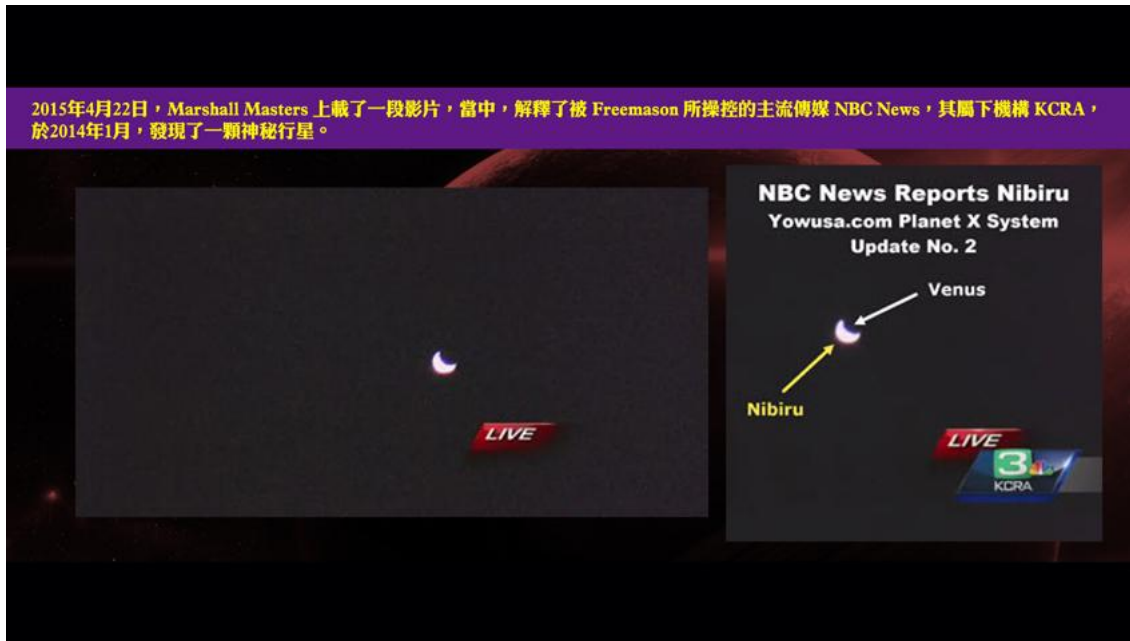 2015年4月22日，Marshall Masters 上載了一段影片，當中，解釋了被 Freemason 所操控的主流傳媒 NBC News，其屬下機構 KCRA，
於2014年1月，發現了一顆神秘行星。
LIVE
NBC News Reports Nibiru
Yowusa.com Planet X System
Update No. 2
Venus
Nibiru
LIVE
3
KCRA